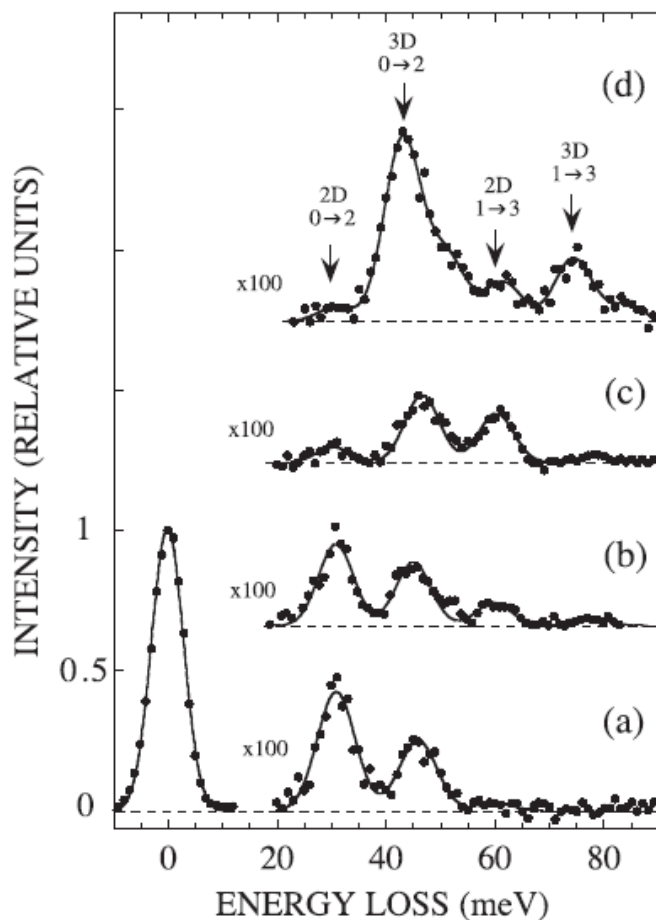 3D
0→2
(d)
3D
1→3
2D
0→2
2D
1→3
x100
(c)
x100
(b)
x100
(a)
x100
1
0.5
0
0 20 40 60 80
ENERGY LOSS (meV)
INTENSITY (RELATIVE UNITS)